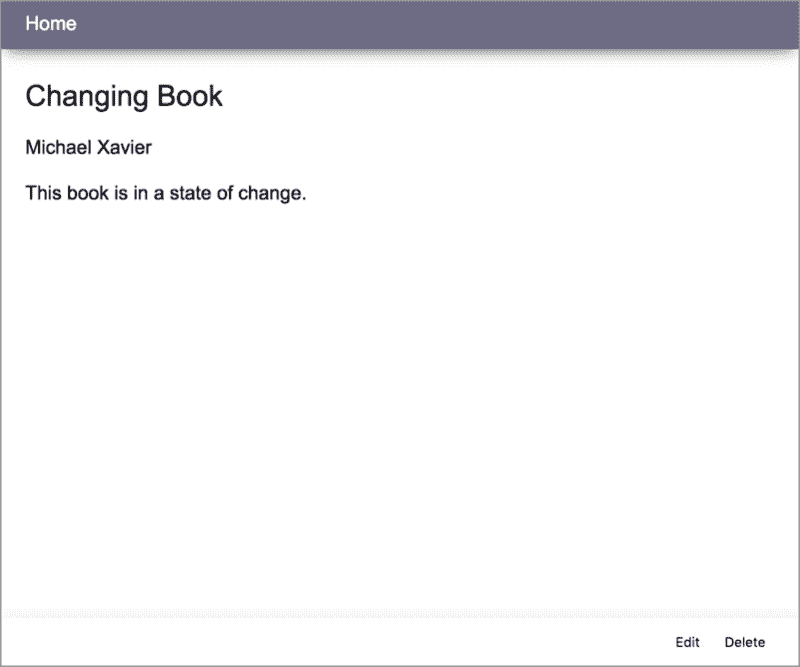 Home
Changing Book
Michael Xavier
This book is in a state of change.
Edit Delete